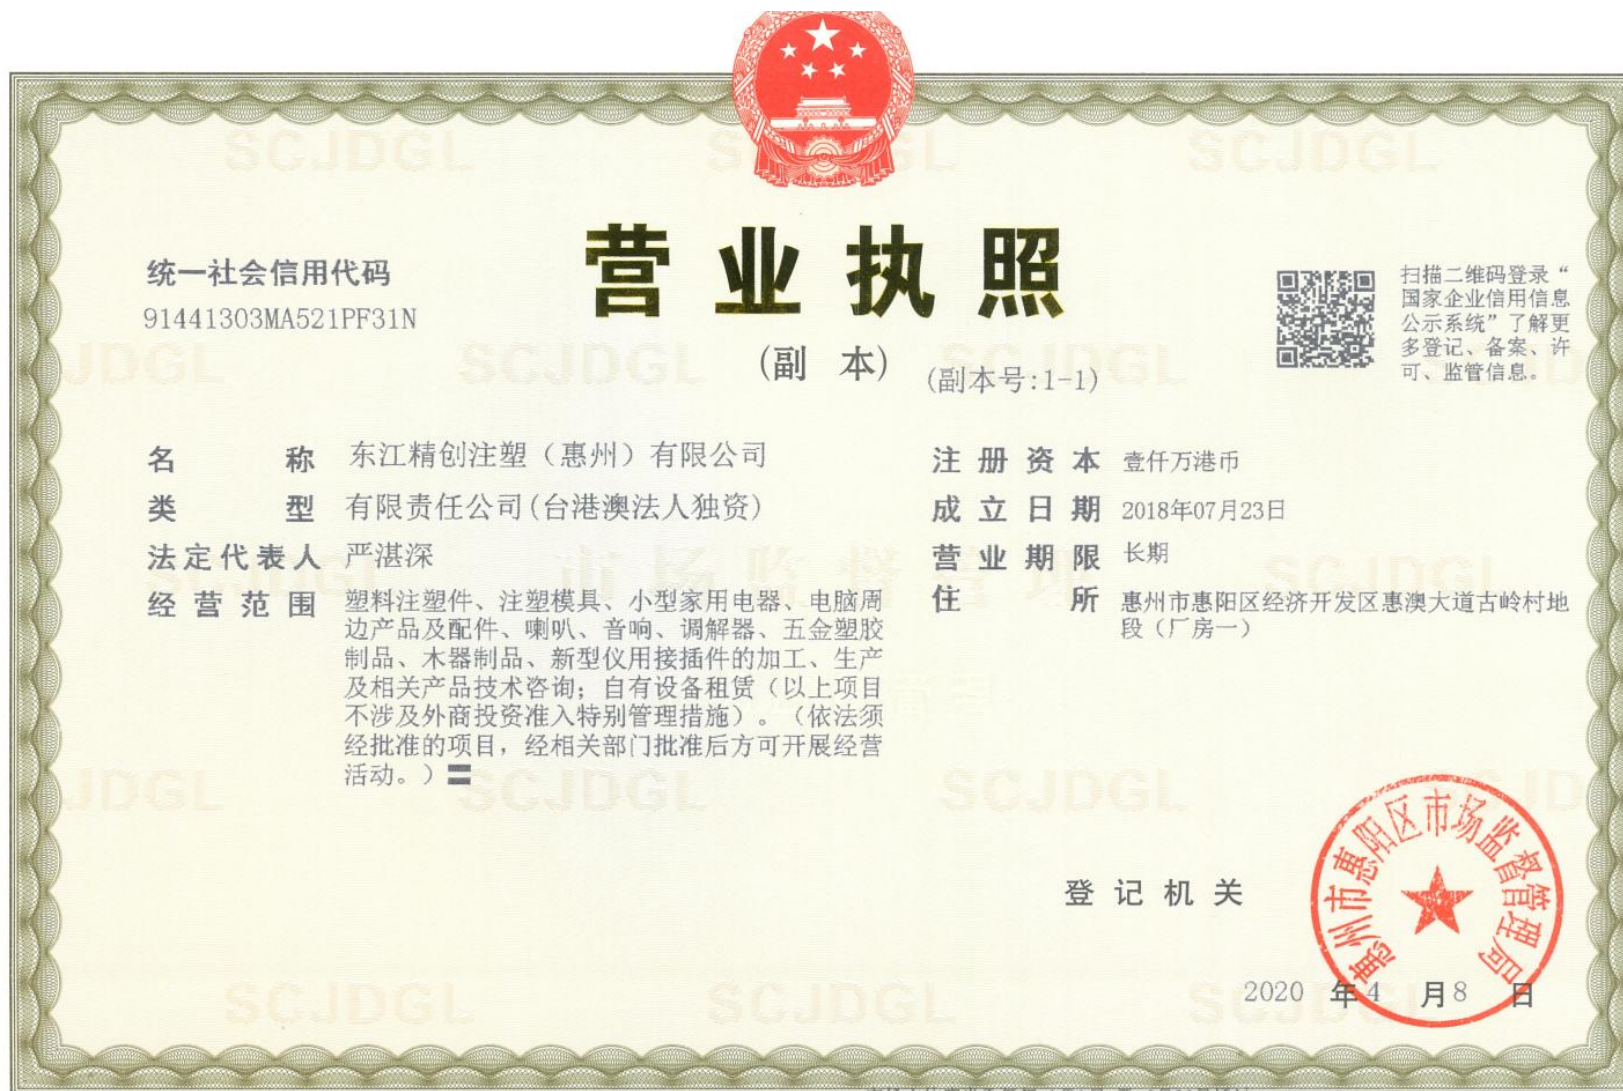 营业执照
(副 本)
(副本号:1-1)
统一社会信用代码
91441303MA521PF31N
扫描二维码登录“
国家企业信用信息
公示系统”了解更
多登记、备案、许
可、监管信息。
名 称 东江精创注塑（惠州）有限公司
类 型 有限责任公司(台港澳法人独资)
法定代表人 严湛深
经营范围 塑料注塑件、注塑模具、小型家用电器、电脑周
边产品及配件、喇叭、音响、调解器、五金塑胶
制品、木器制品、新型仪用接插件的加工、生产
及相关产品技术咨询；自有设备租赁（以上项目
不涉及外商投资准入特别管理措施）。（依法须
经批准的项目，经相关部门批准后方可开展经营
活动。）
注册资本 壹仟万港币
成立日期 2018年07月23日
营业期限 长期
住 所 惠州市惠阳区经济开发区惠澳大道古岭村地
段（厂房一）
登记机关
惠州市惠阳区市场监督管理局
2020 年 4 月 8 日
SCJDGL
市场监督管理